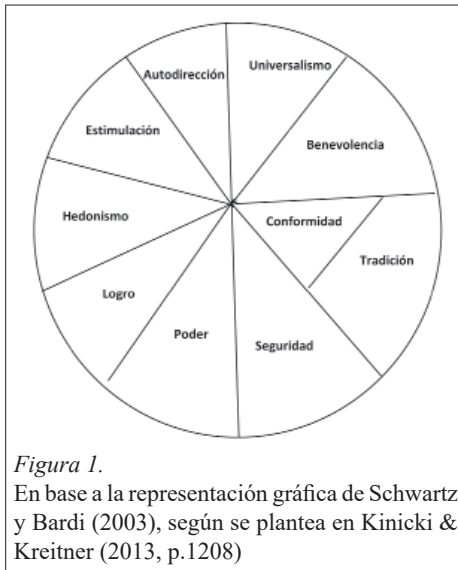 Autodirección
Universalismo
Estimulación
Benevolencia
Hedonismo
Conformidad
Tradición
Logro
Poder
Seguridad
Figura 1.
En base a la representación gráfica de Schwartz
y Bardi (2003), según se plantea en Kinicki &
Kreitner (2013, p.1208)